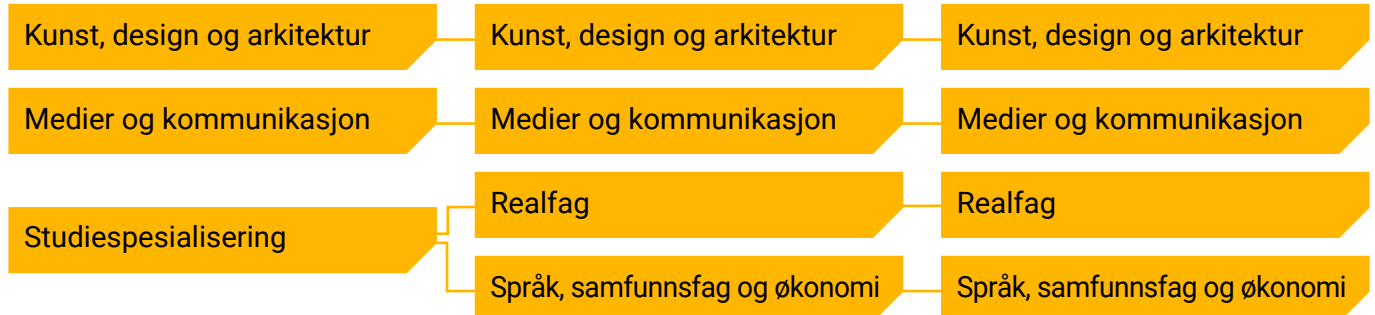 Kunst, design og arkitektur
Kunst, design og arkitektur
Kunst, design og arkitektur
Medier og kommunikasjon
Medier og kommunikasjon
Medier og kommunikasjon
Studiespesialisering
Realfag
Realfag
Språk, samfunnsfag og økonomi
Språk, samfunnsfag og økonomi